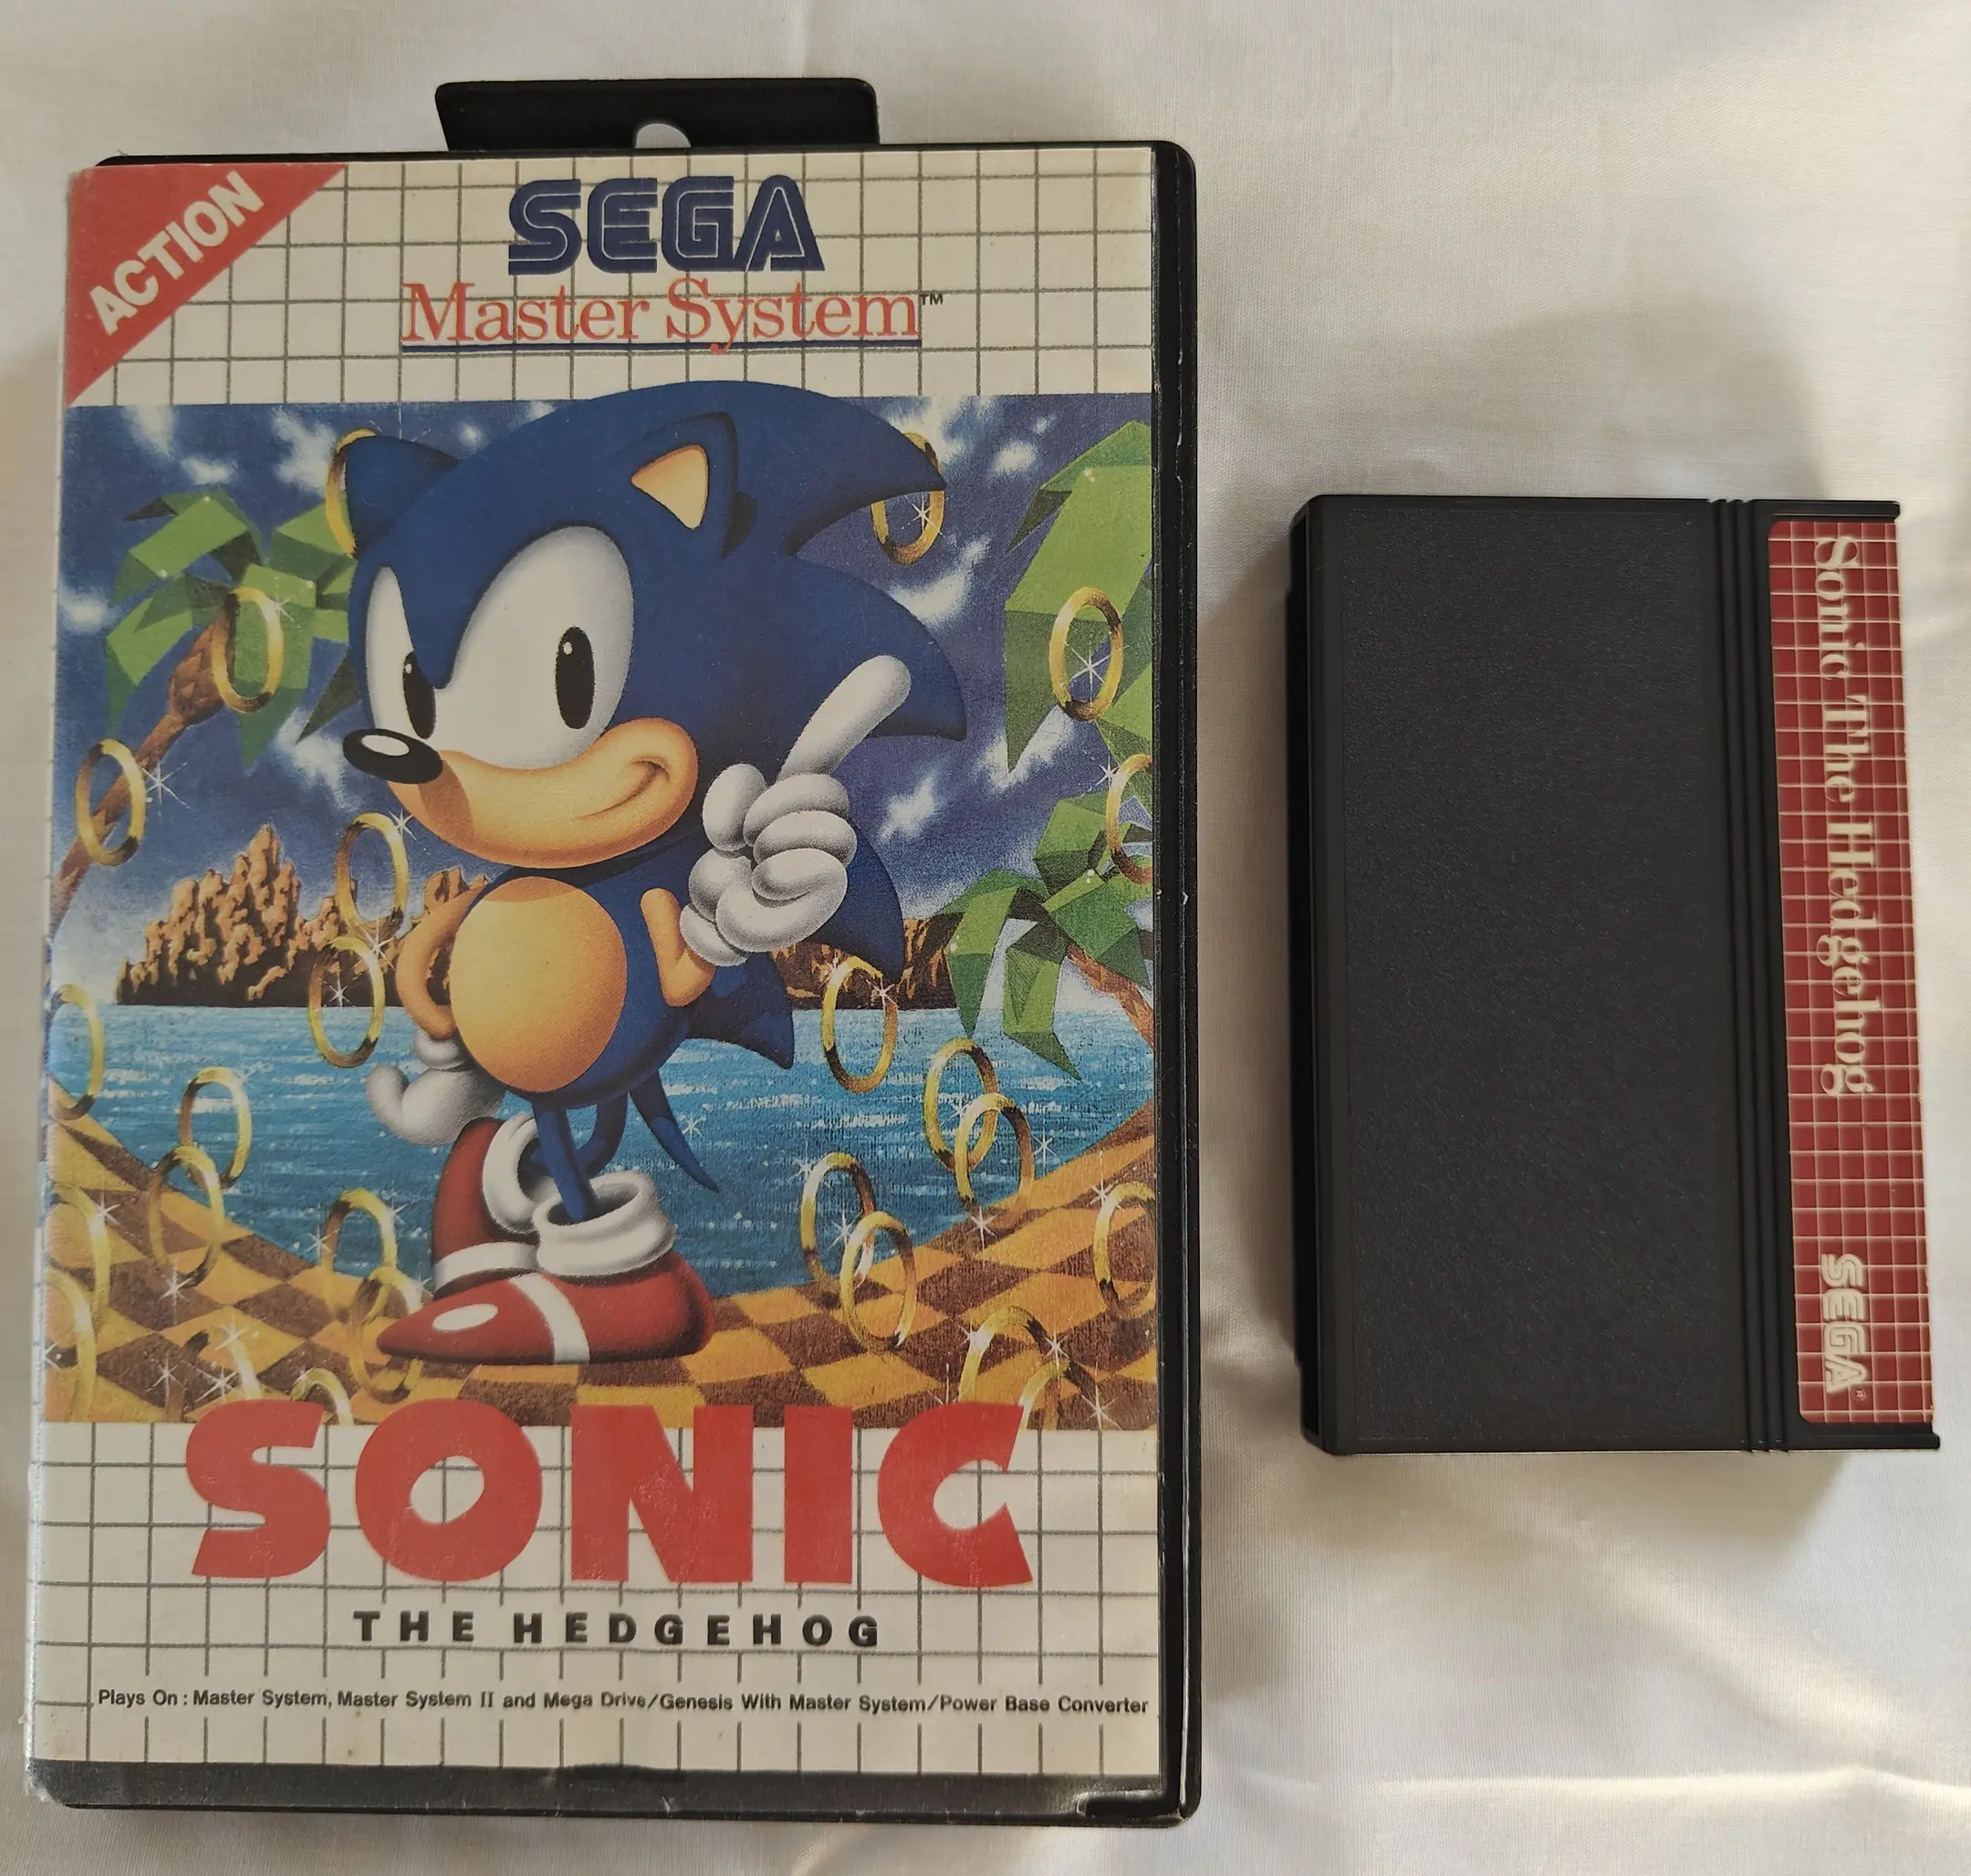 ACTION
SEGA
Master System™
SONIC
THE HEDGEHOG
Plays On : Master System, Master System II and Mega Drive/Genesis With Master System/Power Base Converter
Sonic The Hedgehog
SEGA®